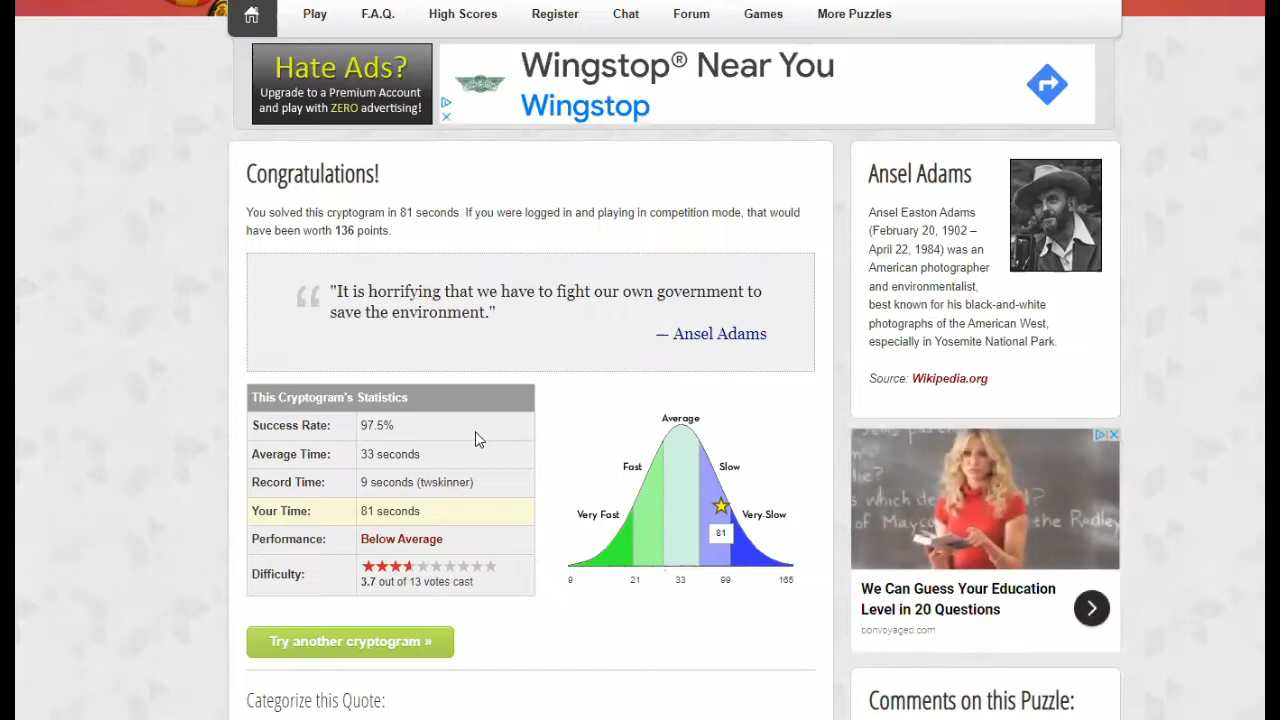 Play F.A.Q. High Scores Register Chat Forum Games More Puzzles
Hate Ads?
Upgrade to a Premium Account
and play with ZERO advertising!
Wingstop® Near You
Wingstop
Congratulations!
You solved this cryptogram in 81 seconds. If you were logged in and playing in competition mode, that would
have been worth 136 points.
"It is horrifying that we have to fight our own government to
save the environment."
— Ansel Adams
This Cryptogram's Statistics
Success Rate: 97.5%
Average Time: 33 seconds
Record Time: 9 seconds (twskinner)
Your Time: 81 seconds
Performance: Below Average
Difficulty: 3.7 out of 13 votes cast
Average
Fast
Slow
Very Fast
Very Slow
81
9 21 33 99 165
Try another cryptogram »
Categorize this Quote:
Ansel Adams
Ansel Easton Adams
(February 20, 1902 –
April 22, 1984) was an
American photographer
and environmentalist,
best known for his black-and-white
photographs of the American West,
especially in Yosemite National Park.
Source: Wikipedia.org
which de
of Mayco
the Radley
We Can Guess Your Education
Level in 20 Questions
bonvoyaged.com
Comments on this Puzzle: